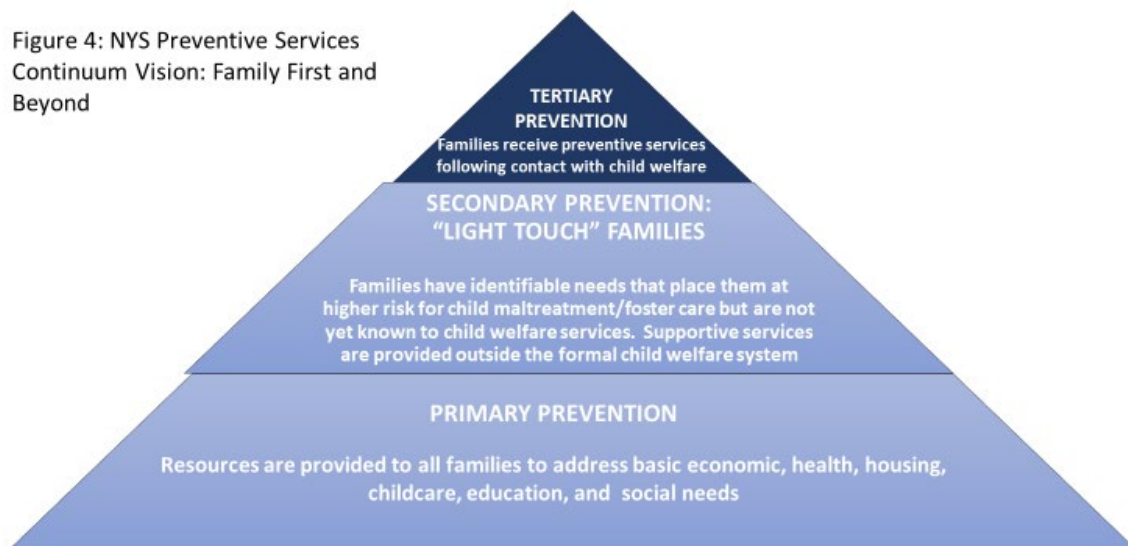 Figure 4: NYS Preventive Services
Continuum Vision: Family First and
Beyond
TERTIARY
PREVENTION
Families receive preventive services
following contact with child welfare
SECONDARY PREVENTION:
“LIGHT TOUCH” FAMILIES
Families have identifiable needs that place them at
higher risk for child maltreatment/foster care but are not
yet known to child welfare services. Supportive services
are provided outside the formal child welfare system
PRIMARY PREVENTION
Resources are provided to all families to address basic economic, health, housing,
childcare, education, and social needs